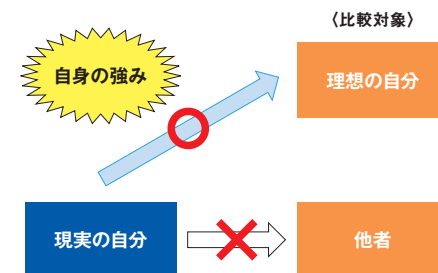 〈比較対象〉
自身の強み
理想の自分
現実の自分
他者